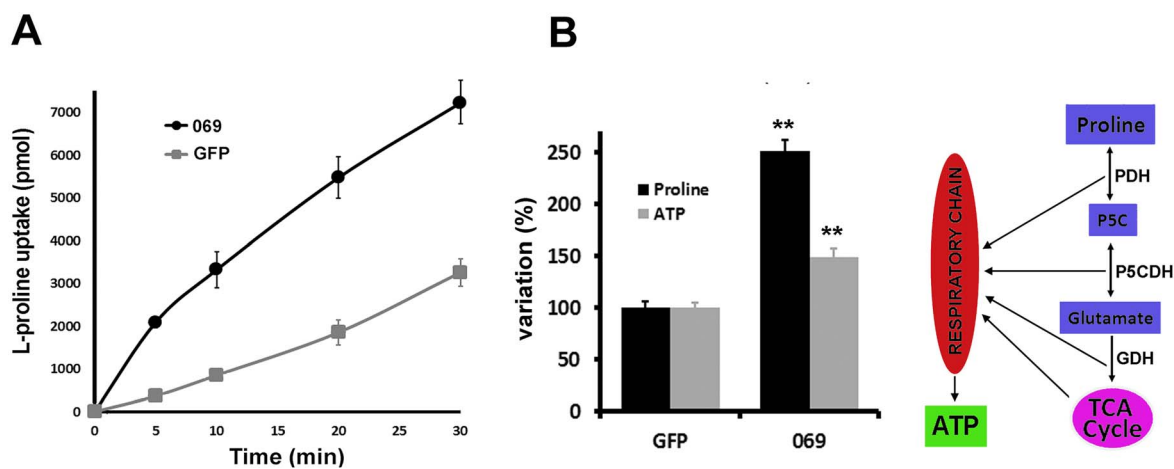 A
L-proline uptake (pmol)
7000
6000
5000
4000
3000
2000
1000
0
069
GFP
0
5
10
15
20
30
Time (min)
B
variation (%)
250
200
150
100
50
0
Proline
ATP
**
**
GFP
069
RESPIRATORY CHAIN
ATP
Proline
PDH
P5C
P5CDH
Glutamate
GDH
TCA
Cycle